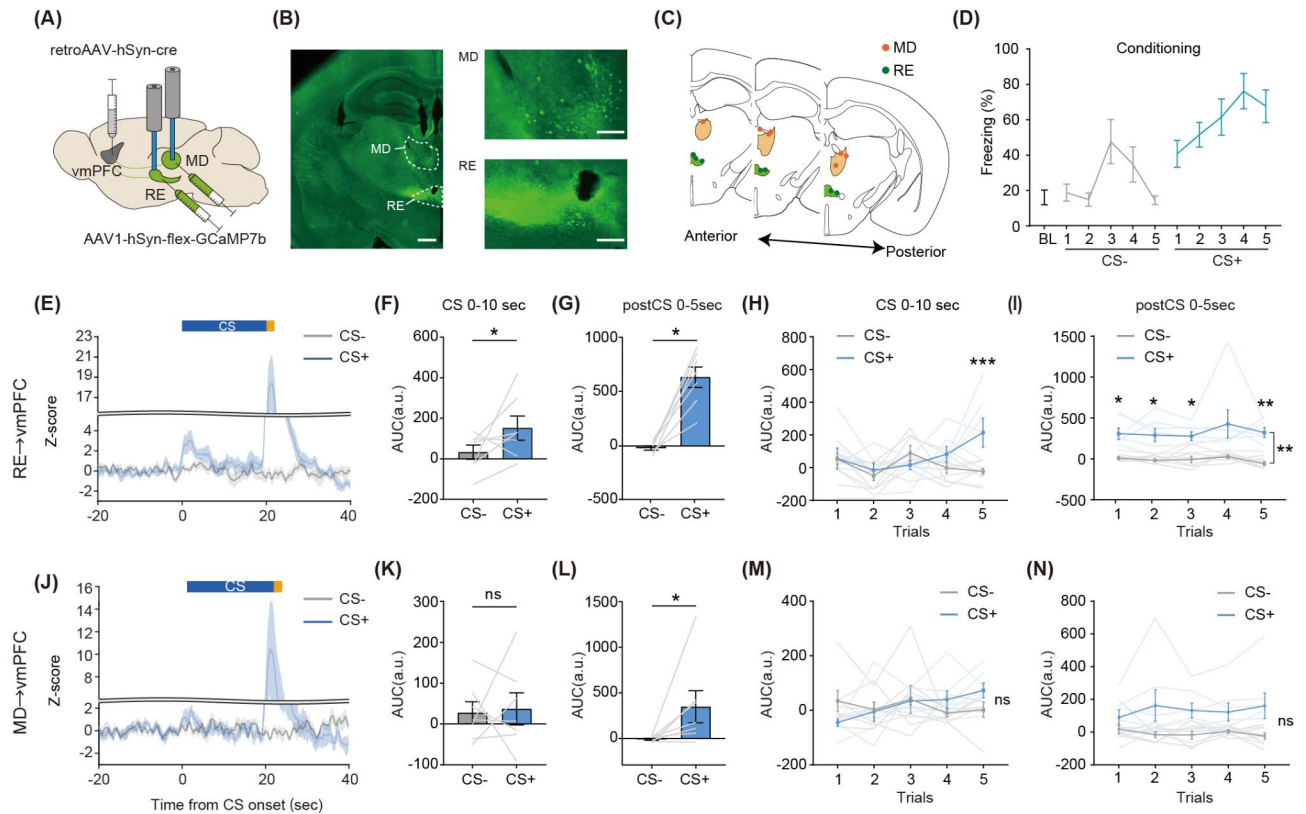 (A)
retroAAV-hSyn-cre
vmPFC
MD
RE
AAV1-hSyn-flex-GCaMP7b
(B)
MD
RE
MD
RE
(C)
MD
RE
Anterior
Posterior
(D)
Conditioning
Freezing (%)
100
80
60
40
20
0
BL 1 2 3 4 5 1 2 3 4 5
CS- CS+
RE→vmPFC
(E)
CS
CS-
CS+
Z-score
23
21
19
17
4
2
0
-2
-20 0 20 40
(F)
CS 0-10 sec
*
AUC(a.u.)
600
400
200
0
-200
CS- CS+
(G)
postCS 0-5sec
*
AUC(a.u.)
1000
500
0
-500
CS- CS+
(H)
CS 0-10 sec
CS-
CS+
***
AUC(a.u.)
800
600
400
200
0
-200
1 2 3 4 5
Trials
(I)
postCS 0-5sec
CS-
CS+
* * * **
**
AUC(a.u.)
1500
1000
500
0
-500
1 2 3 4 5
Trials
MD→vmPFC
(J)
CS
CS-
CS+
Z-score
16
14
12
10
8
6
2
0
-2
-20 0 20 40
Time from CS onset (sec)
(K)
ns
AUC(a.u.)
300
200
100
0
-100
CS- CS+
(L)
*
AUC(a.u.)
1500
1000
500
0
-500
CS- CS+
(M)
CS-
CS+
ns
AUC(a.u.)
400
200
0
-200
1 2 3 4 5
Trials
(N)
CS-
CS+
ns
AUC(a.u.)
800
600
400
200
0
-200
1 2 3 4 5
Trials